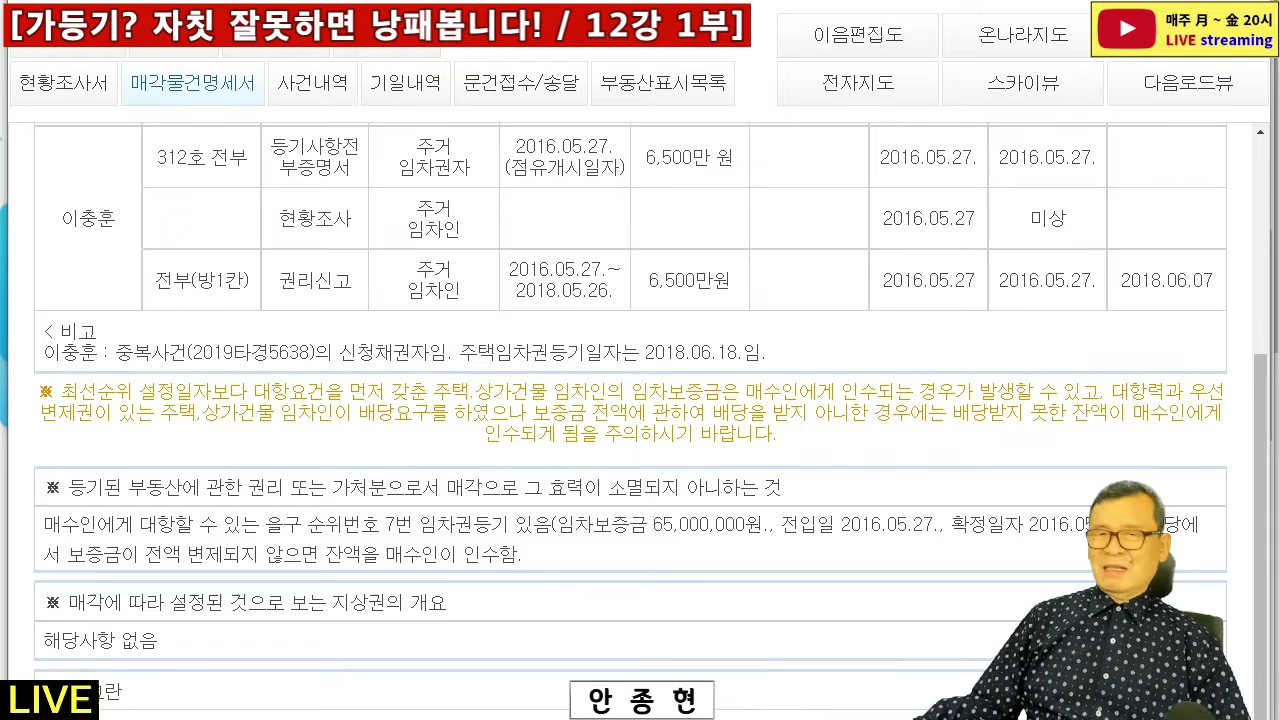 [가등기? 자칫 잘못하면 낭패봅니다! / 12강 1부]
이음편집도 온나라지도
매주 月 ~ 金 20시
LIVE streaming
현황조사서 매각물건명세서 사건내역 기일내역 문건접수/송달 부동산표시목록 전자지도 스카이뷰 다음로드뷰
312호 전부 등기사항전부증명서 주거 임차권자 2016.05.27. (점유개시일자) 6,500만 원 2016.05.27. 2016.05.27.
이충훈 현황조사 주거 임차인 2016.05.27 미상
전부(방1칸) 권리신고 주거 임차인 2016.05.27.~ 2018.05.26. 6,500만원 2016.05.27 2016.05.27. 2018.06.07
< 비고
이충훈 : 중복사건(2019타경5638)의 신청채권자임. 주택임차권등기일자는 2018.06.18.임.
※ 최선순위 설정일자보다 대항요건을 먼저 갖춘 주택.상가건물 임차인의 임차보증금은 매수인에게 인수되는 경우가 발생할 수 있고, 대항력과 우선
변제권이 있는 주택,상가건물 임차인이 배당요구를 하였으나 보증금 전액에 관하여 배당을 받지 아니한 경우에는 배당받지 못한 잔액이 매수인에게
인수되게 됨을 주의하시기 바랍니다.
※ 등기된 부동산에 관한 권리 또는 가처분으로서 매각으로 그 효력이 소멸되지 아니하는 것
매수인에게 대항할 수 있는 을구 순위번호 7번 임차권등기 있음(임차보증금 65,000,000원., 전입일 2016.05.27., 확정일자
서 보증금이 전액 변제되지 않으면 잔액을 매수인이 인수함.
※ 매각에 따라 설정된 것으로 보는 지상권의 개요
해당사항 없음
LIVE
안 종 현